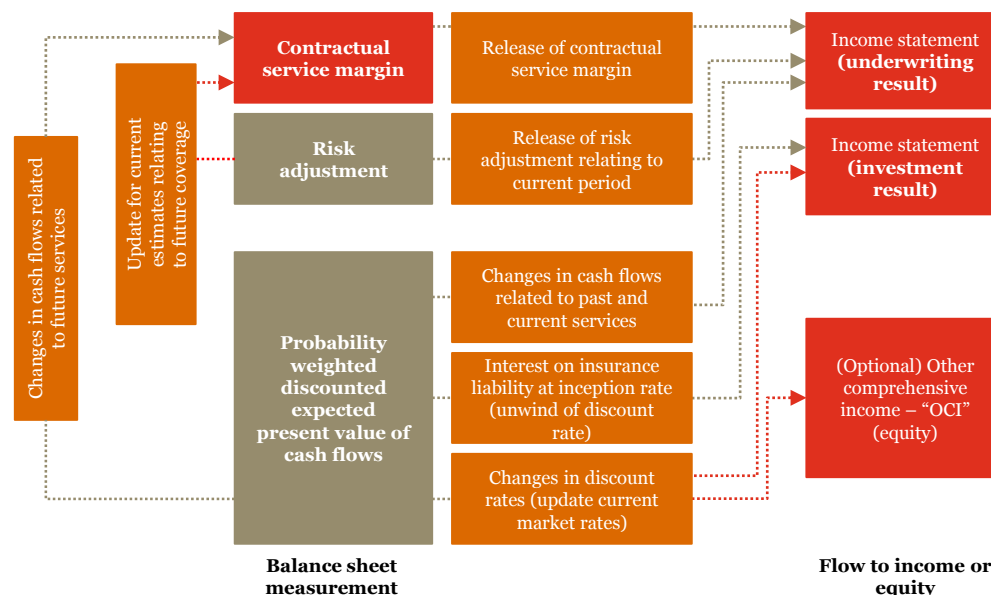 Changes in cash flows related
to future services
Update for current
estimates relating
to future coverage
Contractual
service margin
Release of contractual
service margin
Income statement
(underwriting
result)
Risk
adjustment
Release of risk
adjustment relating to
current period
Income statement
(investment
result)
Probability
weighted
discounted
expected
present value of
cash flows
Changes in cash flows
related to past and
current services
Interest on insurance
liability at inception rate
(unwind of discount
rate)
Changes in discount
rates (update current
market rates)
(Optional) Other
comprehensive
income – “OCI”
(equity)
Balance sheet
measurement
Flow to income or
equity